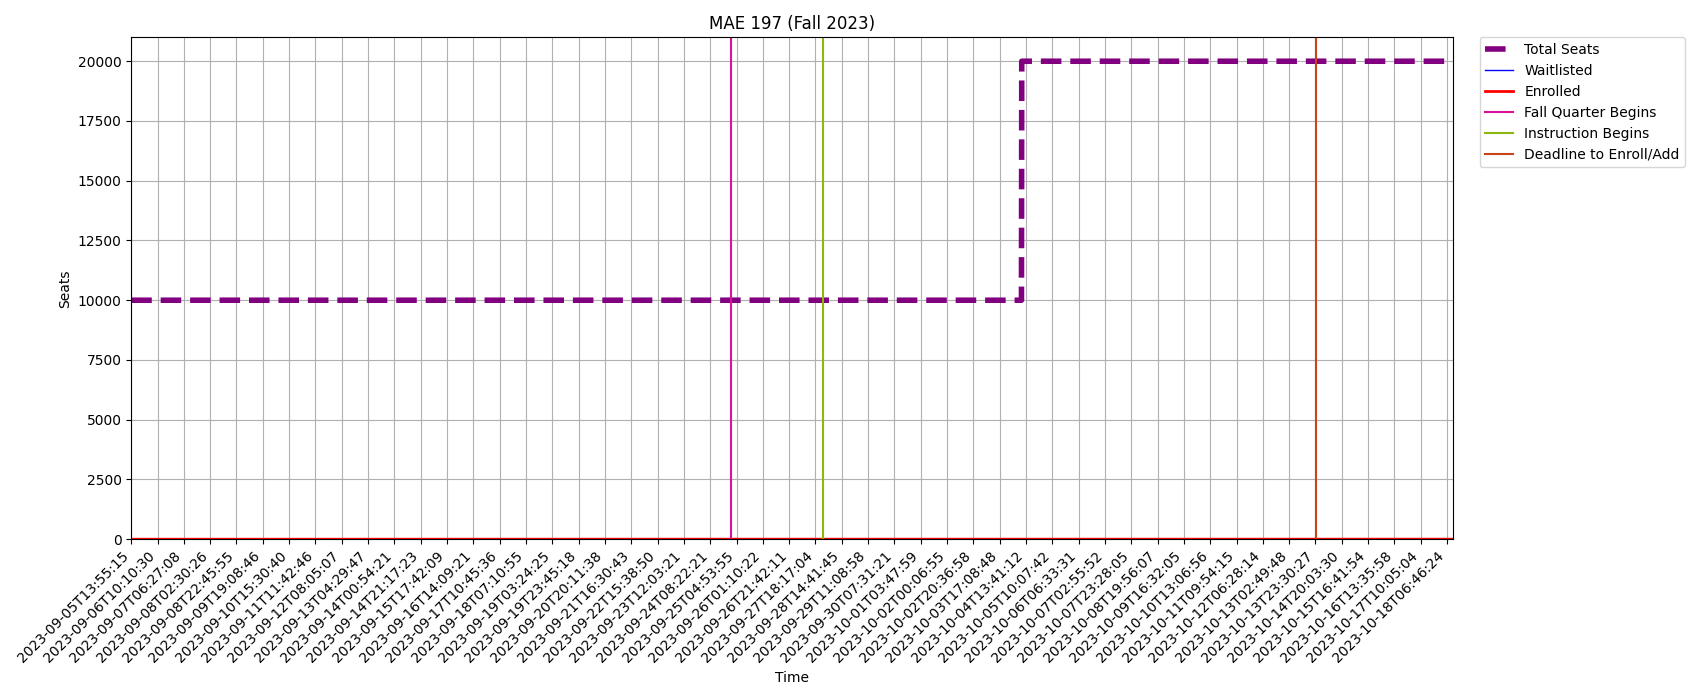 MAE 197 (Fall 2023)
Total Seats
Waitlisted
Enrolled
Fall Quarter Begins
Instruction Begins
Deadline to Enroll/Add
Seats
20000
17500
15000
12500
10000
7500
5000
2500
0
2023-09-05T13:55:15
2023-09-06T10:10:30
2023-09-07T06:27:08
2023-09-08T02:30:26
2023-09-08T22:45:55
2023-09-09T19:08:46
2023-09-10T15:30:40
2023-09-11T11:42:46
2023-09-12T08:05:07
2023-09-13T04:29:47
2023-09-14T00:54:21
2023-09-14T21:17:23
2023-09-15T17:42:09
2023-09-16T14:09:21
2023-09-17T10:45:36
2023-09-18T07:10:55
2023-09-19T03:24:25
2023-09-19T23:45:18
2023-09-20T20:11:38
2023-09-21T16:30:43
2023-09-22T15:38:50
2023-09-23T12:03:21
2023-09-24T08:22:21
2023-09-25T04:53:55
2023-09-26T01:10:22
2023-09-26T21:42:11
2023-09-27T18:17:04
2023-09-28T14:41:45
2023-09-29T11:08:58
2023-09-30T07:31:21
2023-10-01T03:47:59
2023-10-02T00:06:55
2023-10-02T20:36:58
2023-10-03T17:08:48
2023-10-04T13:41:12
2023-10-05T10:07:42
2023-10-06T06:33:31
2023-10-07T02:55:52
2023-10-07T23:28:05
2023-10-08T19:56:07
2023-10-09T16:32:05
2023-10-10T13:06:56
2023-10-11T09:54:15
2023-10-12T06:28:14
2023-10-13T02:49:48
2023-10-13T23:30:27
2023-10-14T20:03:30
2023-10-15T16:41:54
2023-10-16T13:35:58
2023-10-17T10:05:04
2023-10-18T06:46:24
Time